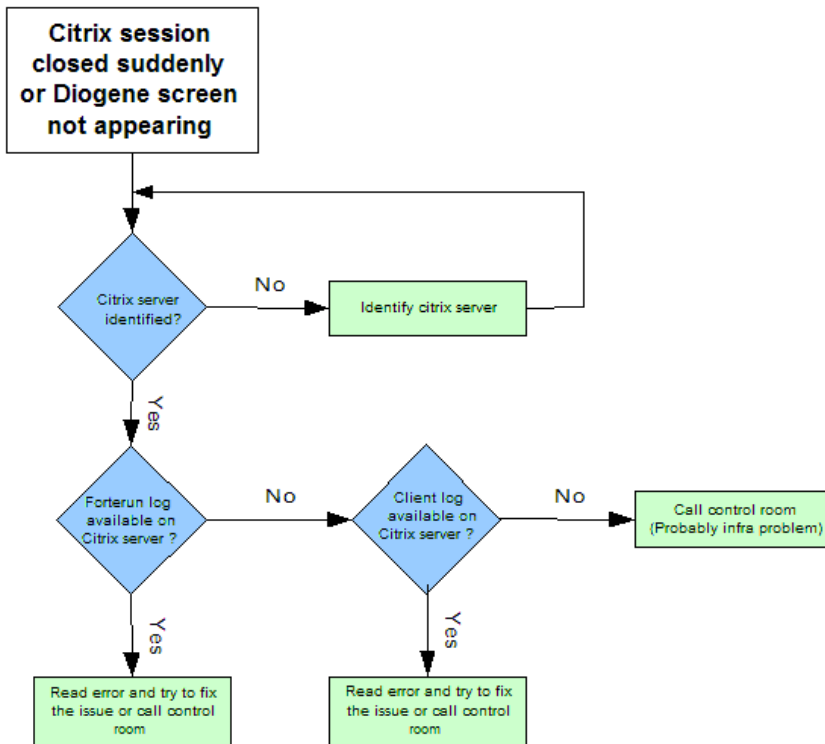 Citrix session
closed suddenly
or Diogene screen
not appearing
No
Citrix server
identified?
Identify citrix server
Yes
Forterun log
available on
Citrix server ?
No
Client log
available on
Citrix server ?
No
Call control room
(Probably infra problem)
Yes
Yes
Read error and try to fix
the issue or call control
room
Read error and try to fix
the issue or call control
room